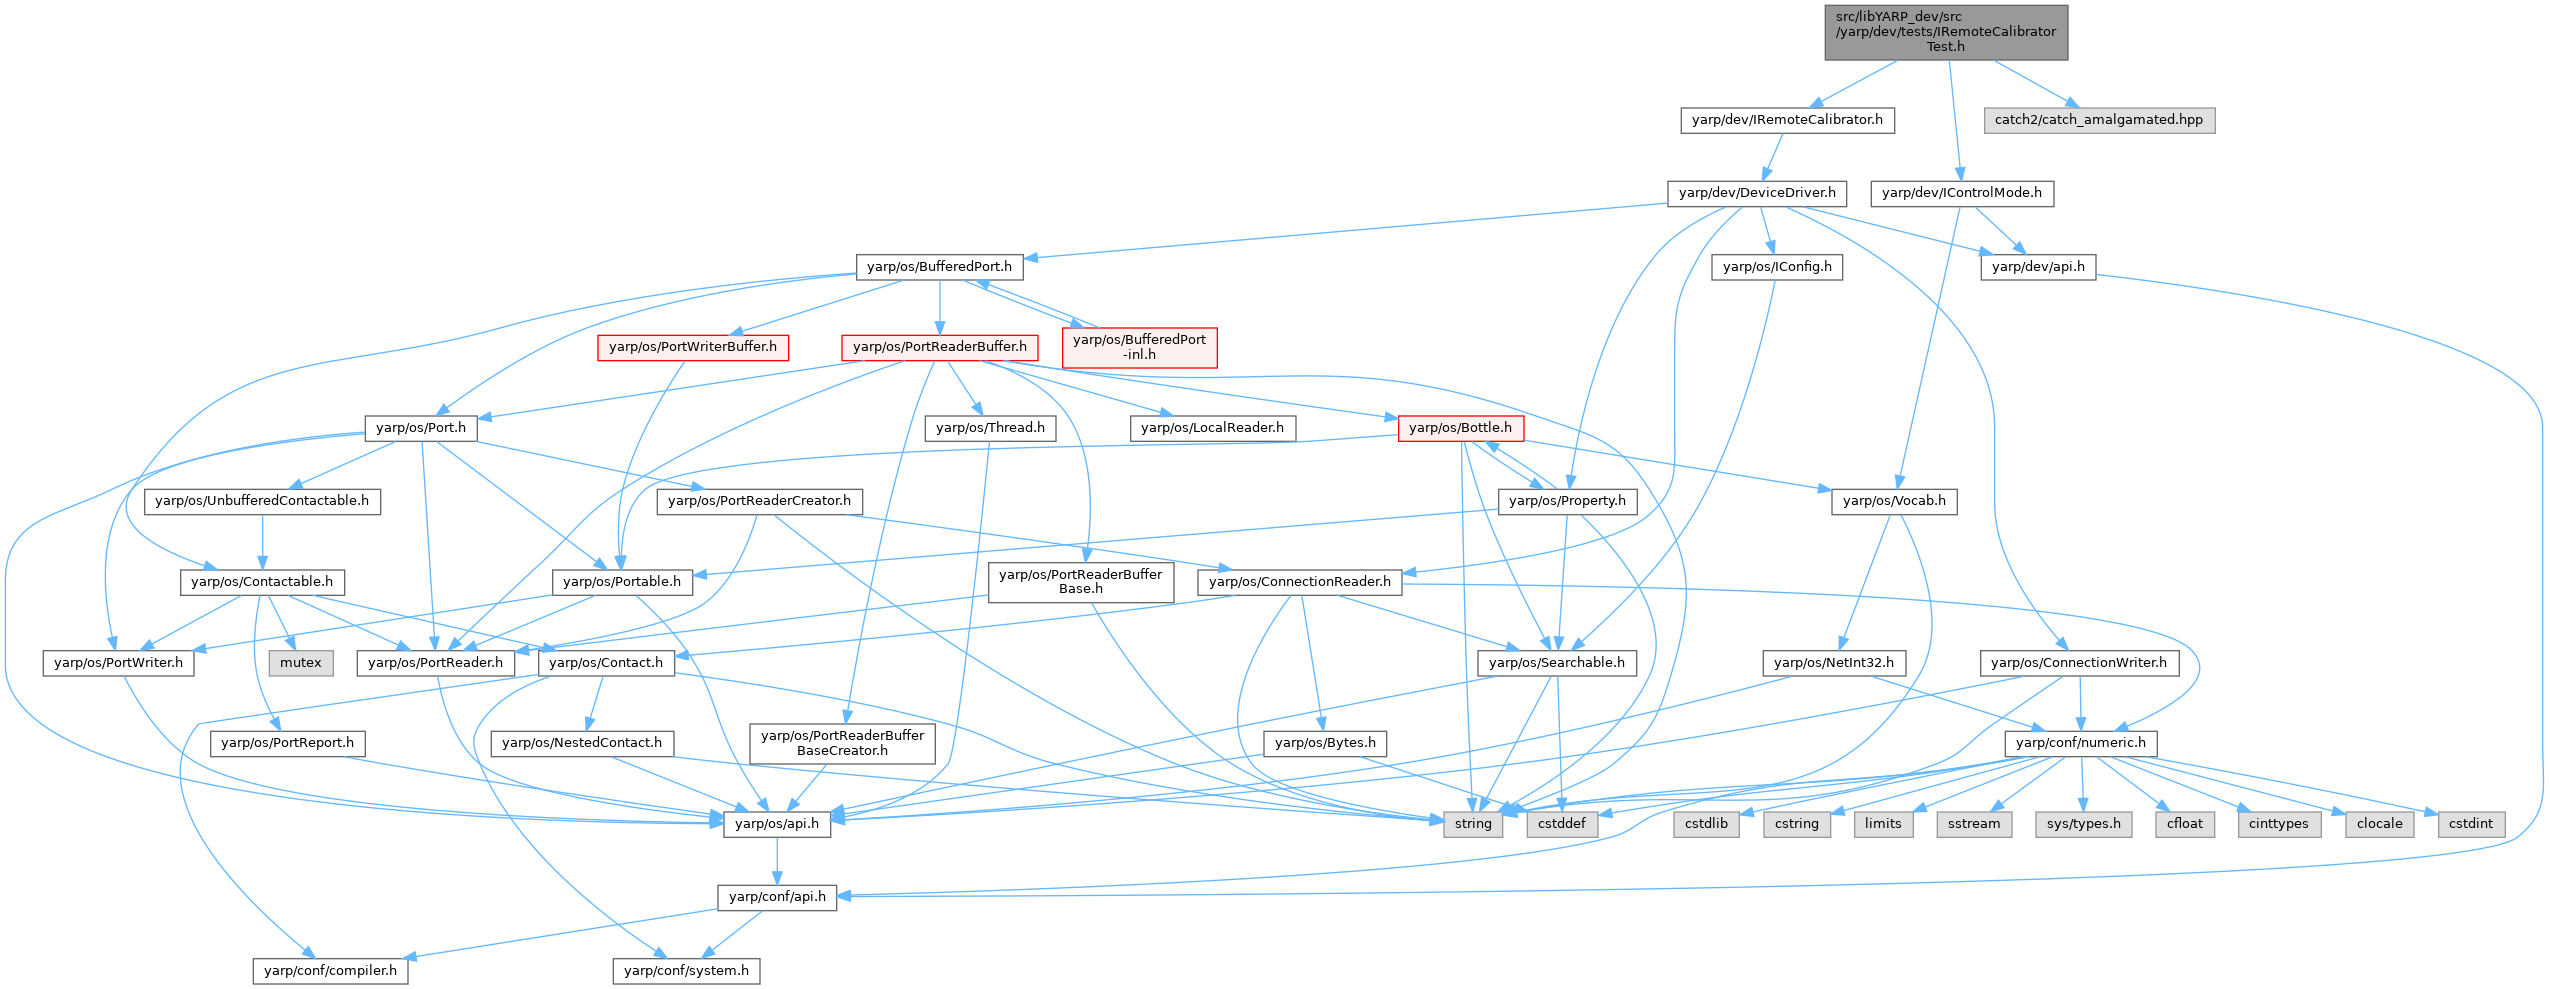 src/libYARP_dev/src
/yarp/dev/tests/IRemoteCalibrator
Test.h
yarp/dev/IRemoteCalibrator.h
catch2/catch_amalgamated.hpp
yarp/dev/DeviceDriver.h
yarp/dev/IControlMode.h
yarp/os/BufferedPort.h
yarp/os/IConfig.h
yarp/dev/api.h
yarp/os/PortWriterBuffer.h
yarp/os/PortReaderBuffer.h
yarp/os/BufferedPort
-inl.h
yarp/os/Port.h
yarp/os/Thread.h
yarp/os/LocalReader.h
yarp/os/Bottle.h
yarp/os/UnbufferedContactable.h
yarp/os/PortReaderCreator.h
yarp/os/Property.h
yarp/os/Vocab.h
yarp/os/Contactable.h
yarp/os/Portable.h
yarp/os/PortReaderBuffer
Base.h
yarp/os/ConnectionReader.h
yarp/os/PortWriter.h
mutex
yarp/os/PortReader.h
yarp/os/Contact.h
yarp/os/Searchable.h
yarp/os/NetInt32.h
yarp/os/ConnectionWriter.h
yarp/os/PortReport.h
yarp/os/NestedContact.h
yarp/os/PortReaderBuffer
BaseCreator.h
yarp/os/Bytes.h
yarp/conf/numeric.h
yarp/os/api.h
string
cstddef
cstdlib
cstring
limits
sstream
sys/types.h
cfloat
cinttypes
clocale
cstdint
yarp/conf/api.h
yarp/conf/compiler.h
yarp/conf/system.h